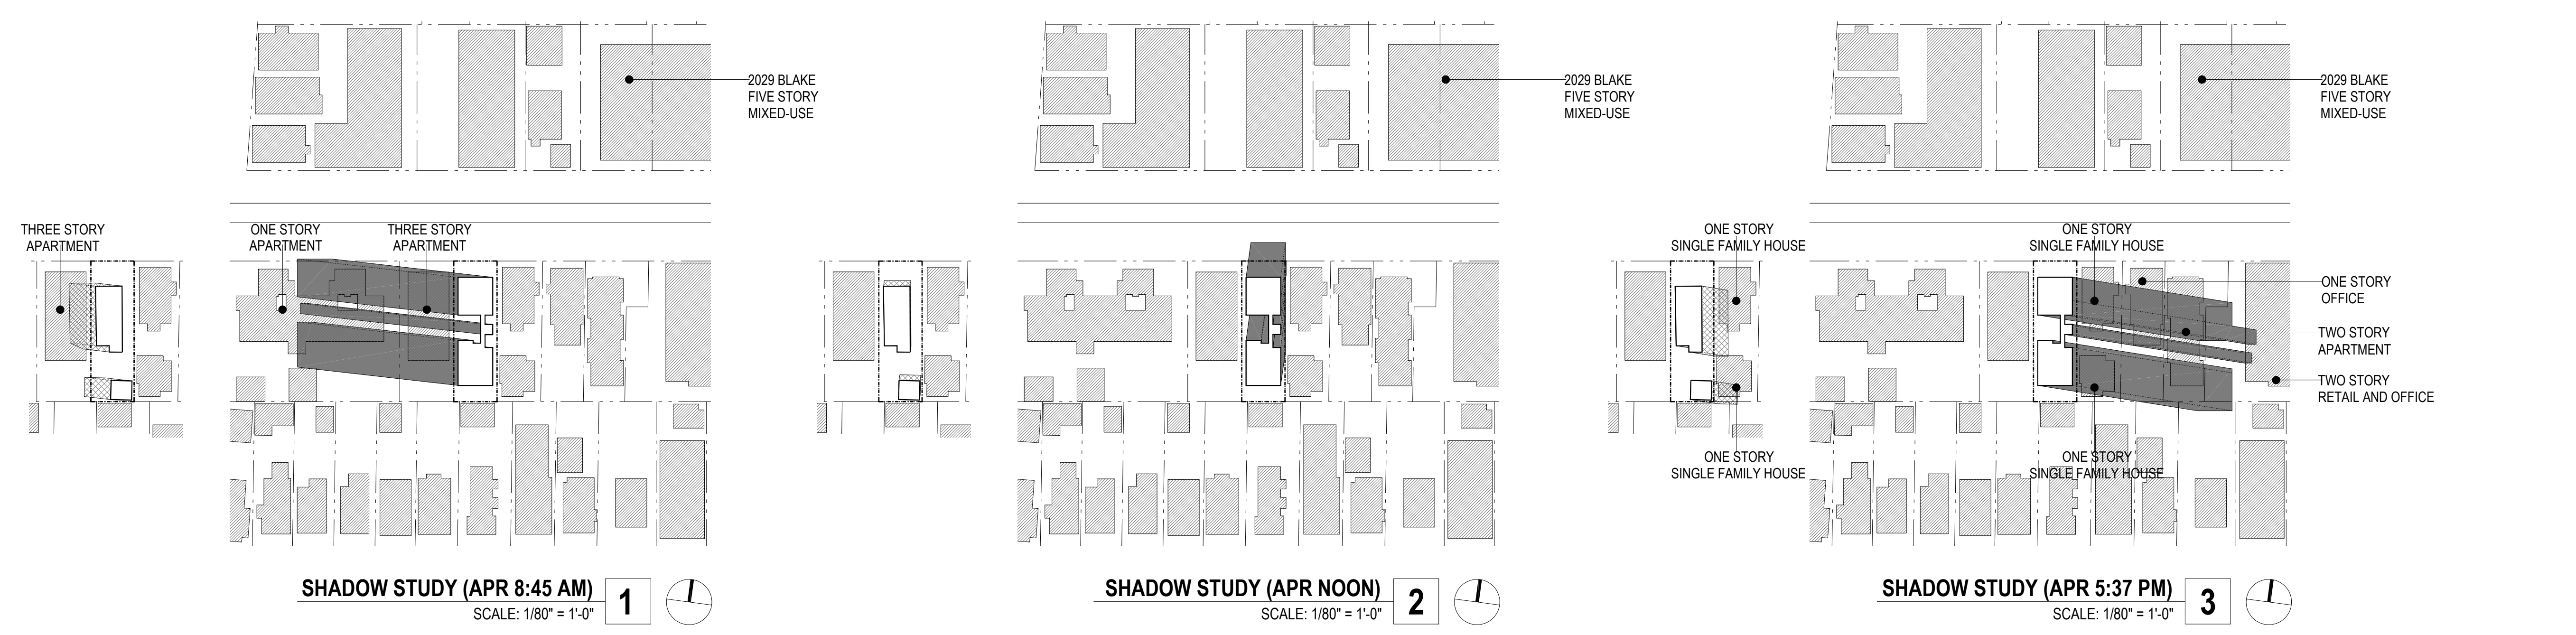 2029 BLAKE
FIVE STORY
MIXED-USE
THREE STORY
APARTMENT
ONE STORY
APARTMENT
THREE STORY
APARTMENT
SHADOW STUDY (APR 8:45 AM)
1
SCALE: 1/80" = 1'-0"
2029 BLAKE
FIVE STORY
MIXED-USE
SHADOW STUDY (APR NOON)
2
SCALE: 1/80" = 1'-0"
2029 BLAKE
FIVE STORY
MIXED-USE
ONE STORY
SINGLE FAMILY HOUSE
ONE STORY
SINGLE FAMILY HOUSE
ONE STORY
OFFICE
TWO STORY
APARTMENT
TWO STORY
RETAIL AND OFFICE
ONE STORY
SINGLE FAMILY HOUSE
ONE STORY
SINGLE FAMILY HOUSE
SHADOW STUDY (APR 5:37 PM)
3
SCALE: 1/80" = 1'-0"